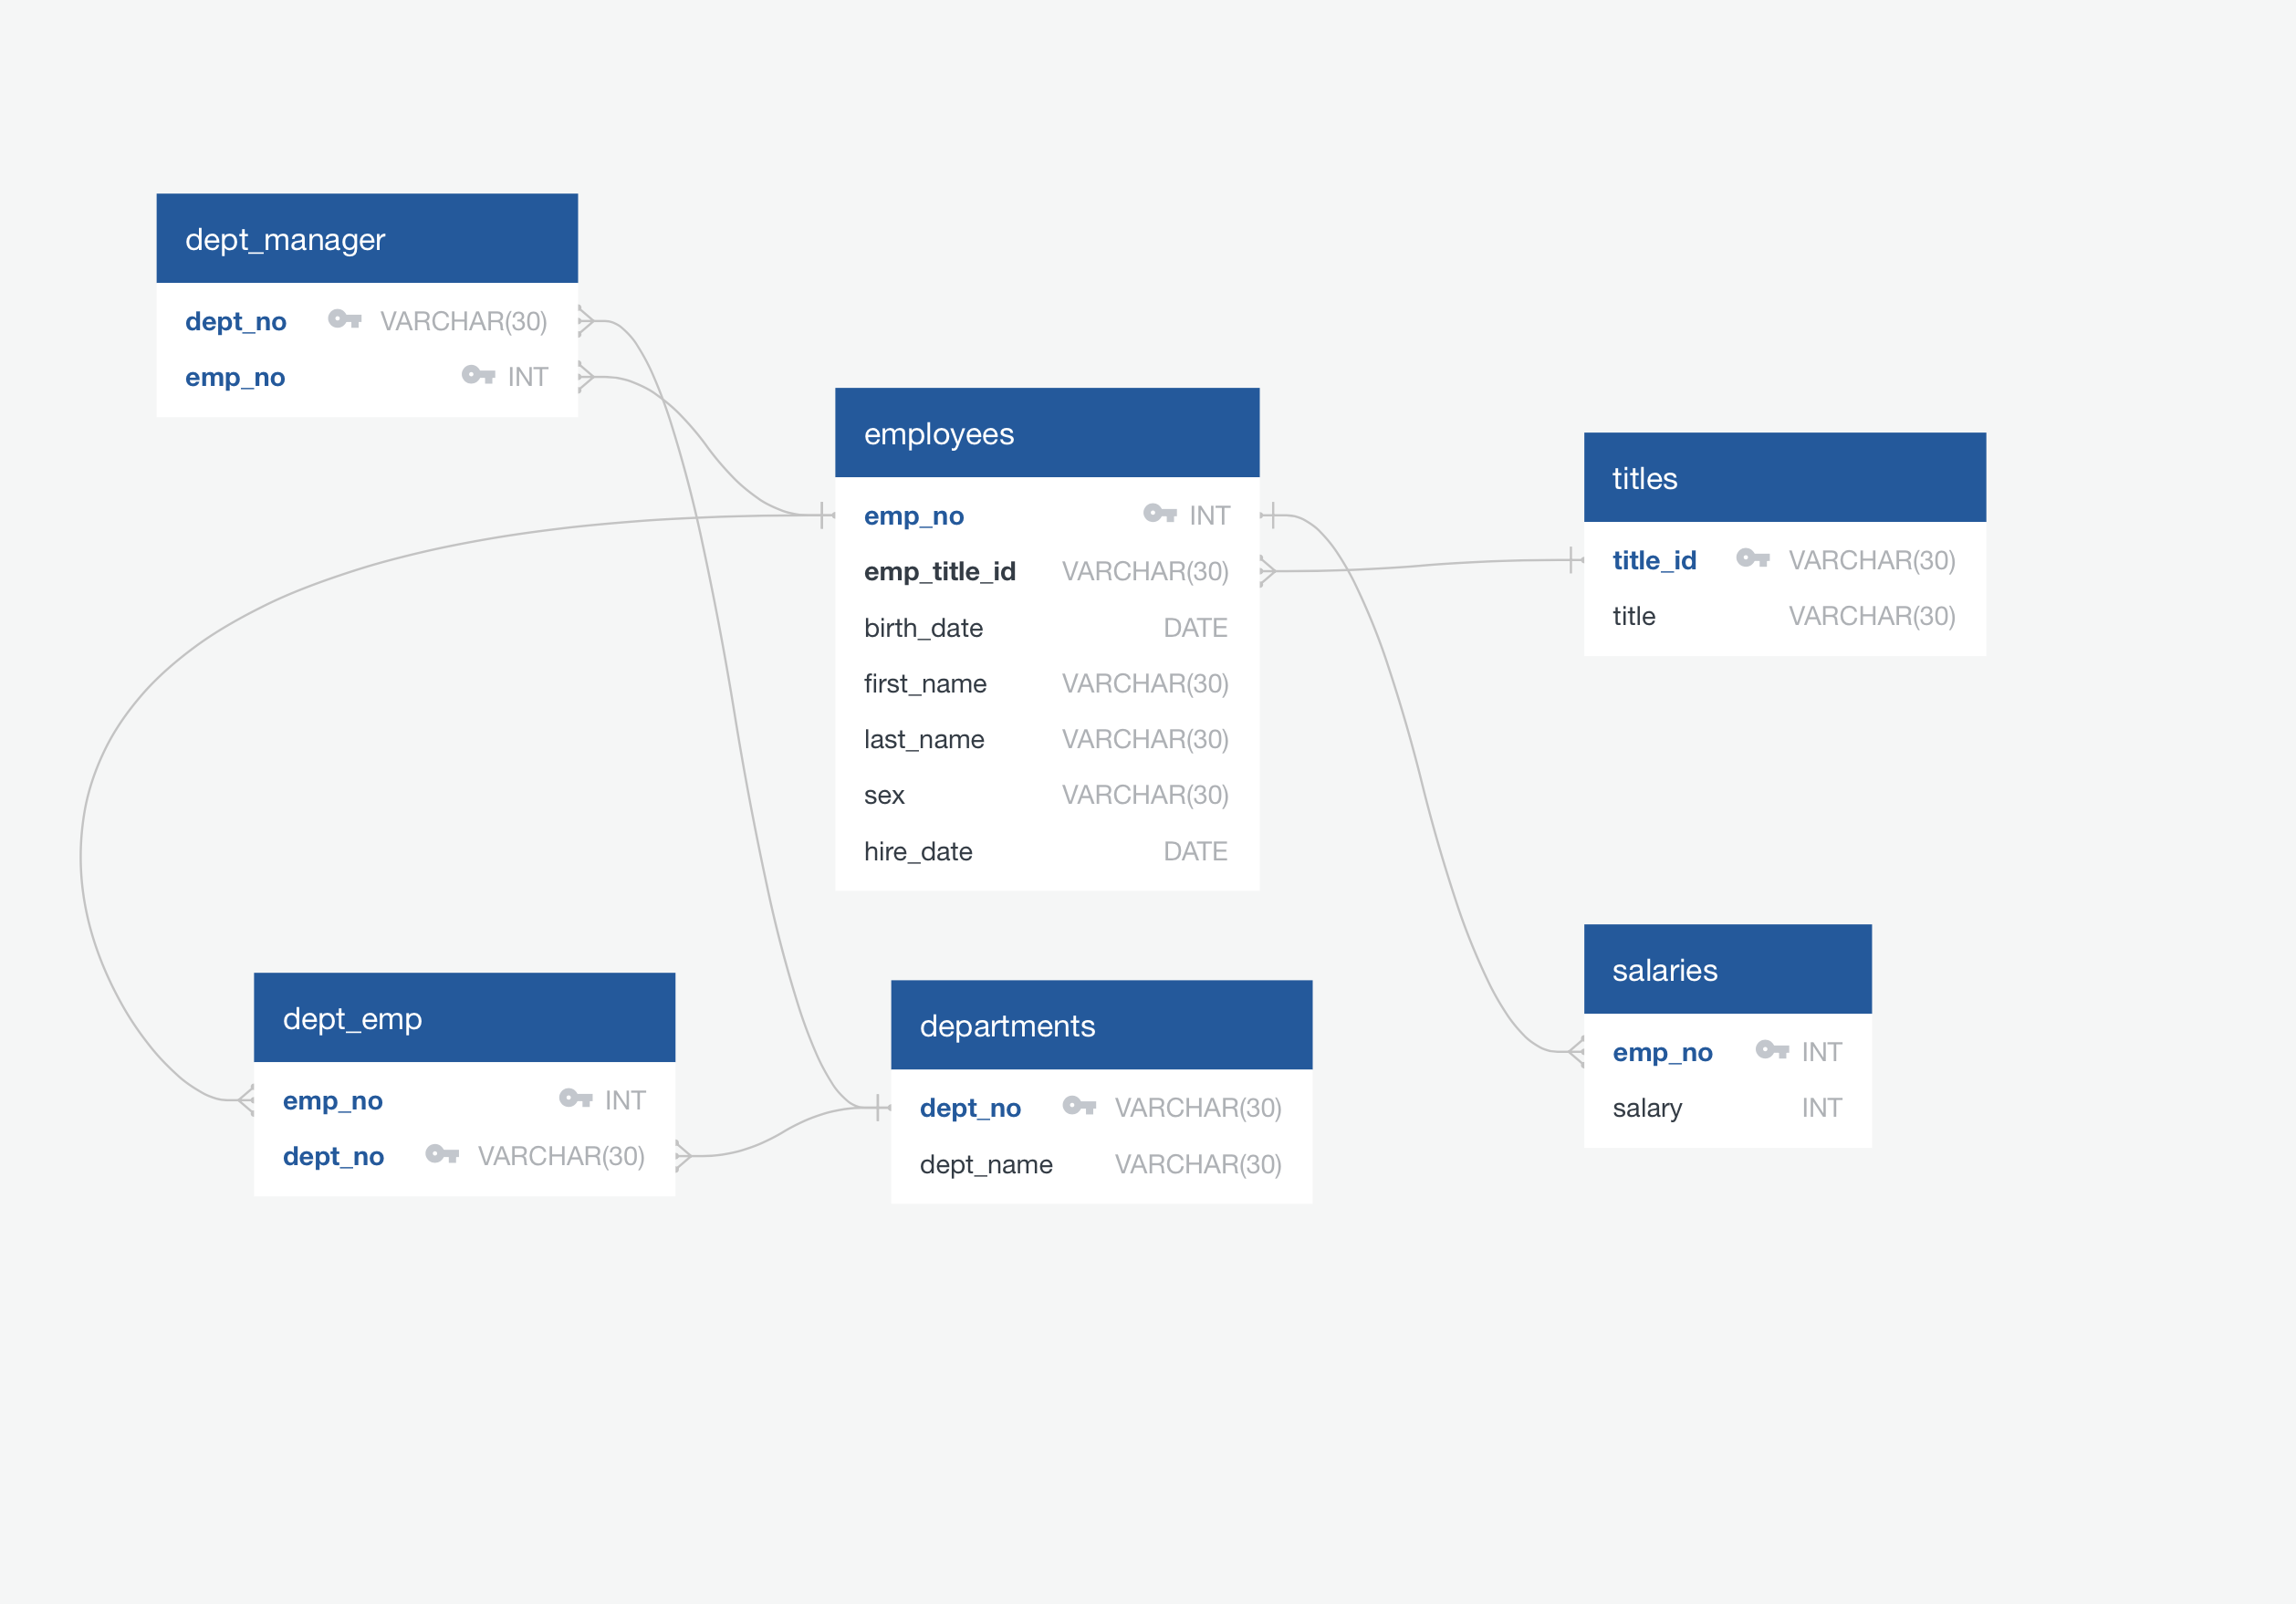 dept_manager
dept_no VARCHAR(30)
emp_no INT
employees
emp_no INT
emp_title_id VARCHAR(30)
birth_date DATE
first_name VARCHAR(30)
last_name VARCHAR(30)
sex VARCHAR(30)
hire_date DATE
titles
title_id VARCHAR(30)
title VARCHAR(30)
dept_emp
emp_no INT
dept_no VARCHAR(30)
departments
dept_no VARCHAR(30)
dept_name VARCHAR(30)
salaries
emp_no INT
salary INT